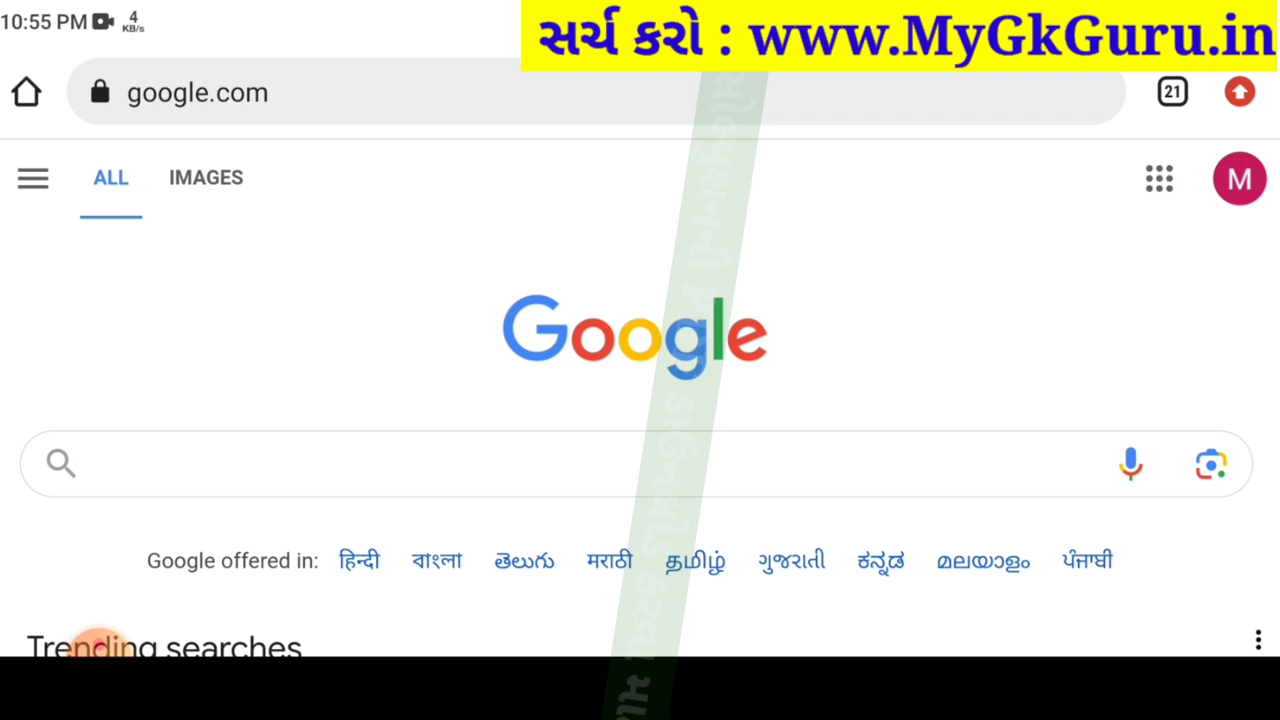 10:55 PM 4 KB/s
સર્ચ કરો : www.MyGkGuru.in
google.com
21
ALL IMAGES
M
Google
Google offered in: हिन्दी বাংলা తెలుగు मराठी தமிழ் ગુજરાતી ಕನ್ನಡ മലയാളം ਪੰਜਾਬੀ
Trending searches